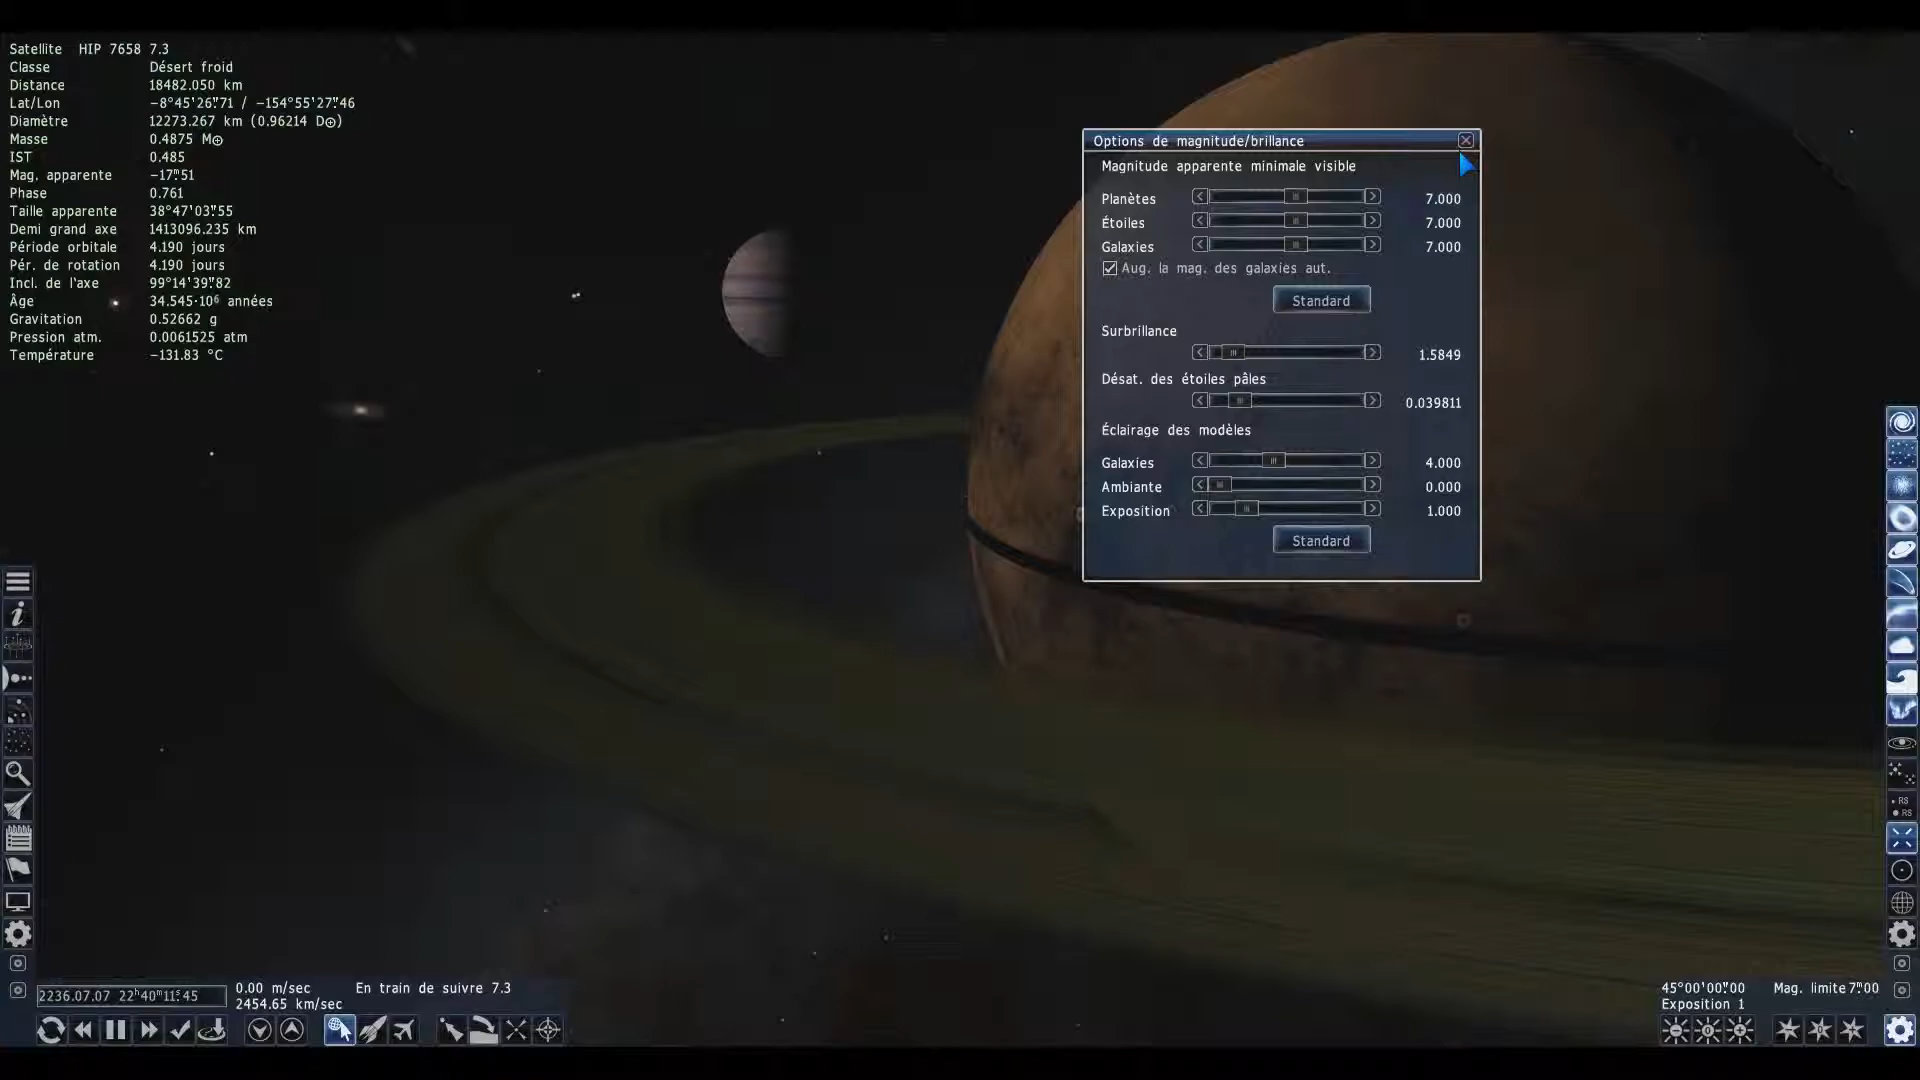 Satellite HIP 7658 7.3
Classe Désert froid
Distance 18482.050 km
Lat/Lon −8°45'26"71 / −154°55'27"46
Diamètre 12273.267 km (0.96214 D⊕)
Masse 0.4875 M⊕
IST 0.485
Mag. apparente −17ᵐ51
Phase 0.761
Taille apparente 38°47'03"55
Demi grand axe 1413096.235 km
Période orbitale 4.190 jours
Pér. de rotation 4.190 jours
Incl. de l'axe 99°14'39"82
Âge 34.545·10⁶ années
Gravitation 0.52662 g
Pression atm. 0.0061525 atm
Température −131.83 °C
Options de magnitude/brillance
Magnitude apparente minimale visible
Planètes 7.000
Étoiles 7.000
Galaxies 7.000
Aug. la mag. des galaxies aut.
Standard
Surbrillance
1.5849
Désat. des étoiles pâles
0.039811
Éclairage des modèles
Galaxies 4.000
Ambiante 0.000
Exposition 1.000
Standard
RS
RS
2236.07.07 22ʰ40ᵐ11ˢ45
0.00 m/sec En train de suivre 7.3
2454.65 km/sec
45°00'00"00 Mag. limite 7ᵐ00
Exposition 1